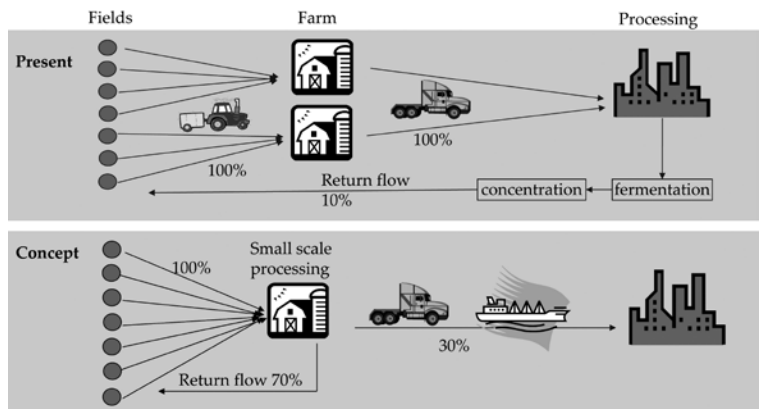 Fields
Farm
Processing
Present
100%
100%
Return flow
10%
concentration
fermentation
Concept
100%
Small scale
processing
30%
Return flow 70%